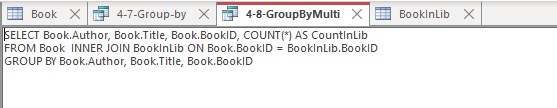 Book 4-7-Group-by 4-8-GroupByMulti BookInLib
SELECT Book.Author, Book.Title, Book.BookID, COUNT(*) AS CountInLib
FROM Book  INNER JOIN BookInLib ON Book.BookID = BookInLib.BookID
GROUP BY Book.Author, Book.Title, Book.BookID